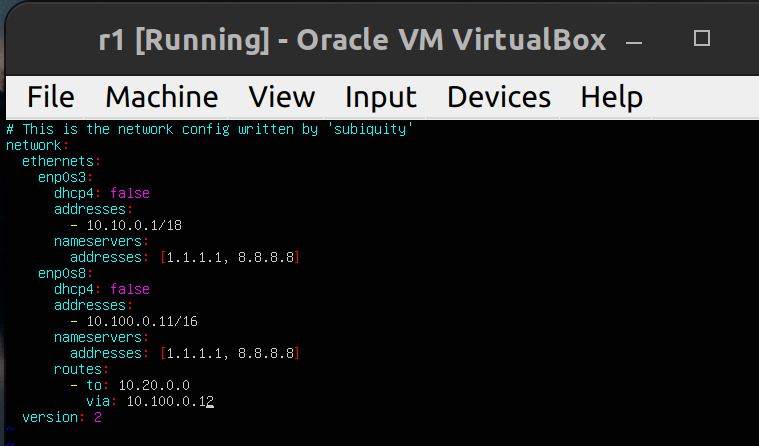 r1 [Running] - Oracle VM VirtualBox
File Machine View Input Devices Help
# This is the network config written by 'subiquity'
network:
  ethernets:
    enp0s3:
      dhcp4: false
      addresses:
        - 10.10.0.1/18
      nameservers:
        addresses: [1.1.1.1, 8.8.8.8]
    enp0s8:
      dhcp4: false
      addresses:
        - 10.100.0.11/16
      nameservers:
        addresses: [1.1.1.1, 8.8.8.8]
      routes:
        - to: 10.20.0.0
          via: 10.100.0.12
  version: 2
~
~